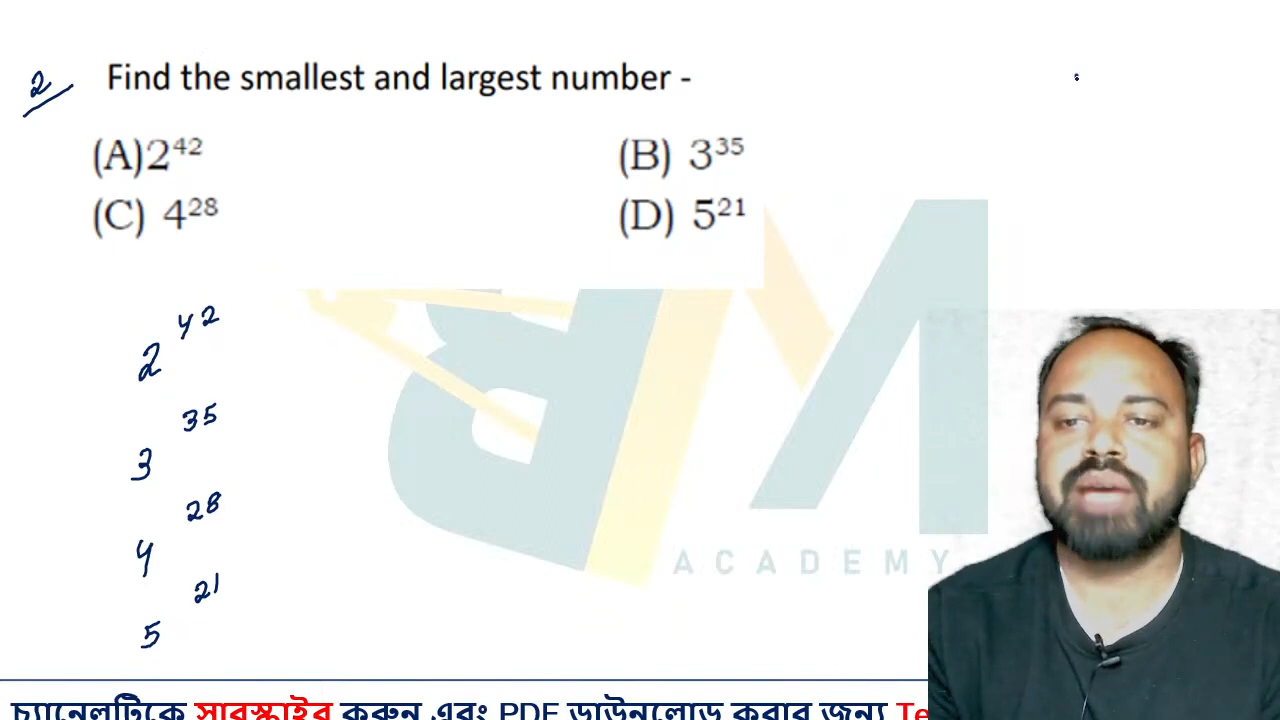 2 Find the smallest and largest number -
(A)2⁴² (B) 3³⁵
(C) 4²⁸ (D) 5²¹
2⁴²
3³⁵
4²⁸
5²¹
ACADEMY
চ্যানেলটিকে সাবস্ক্রাইব করুন এবং PDF ডাউনলোড করার জন্য Te